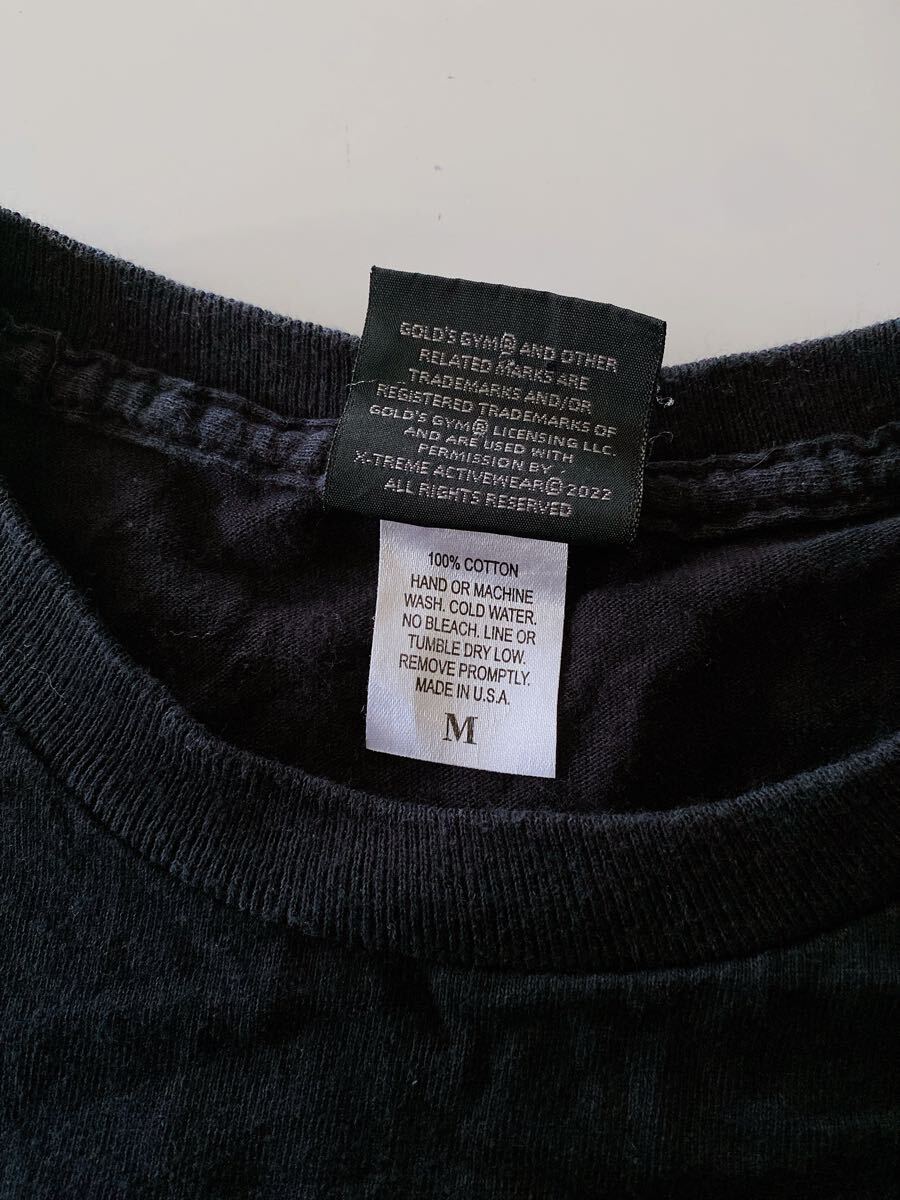 GOLD'S GYM® AND OTHER
RELATED MARKS ARE
TRADEMARKS AND/OR
REGISTERED TRADEMARKS OF
GOLD'S GYM® LICENSING LLC.
AND ARE USED WITH
PERMISSION BY
X-TREME ACTIVEWEAR©2022
ALL RIGHTS RESERVED
100% COTTON
HAND OR MACHINE
WASH. COLD WATER.
NO BLEACH. LINE OR
TUMBLE DRY LOW.
REMOVE PROMPTLY.
MADE IN U.S.A.
M